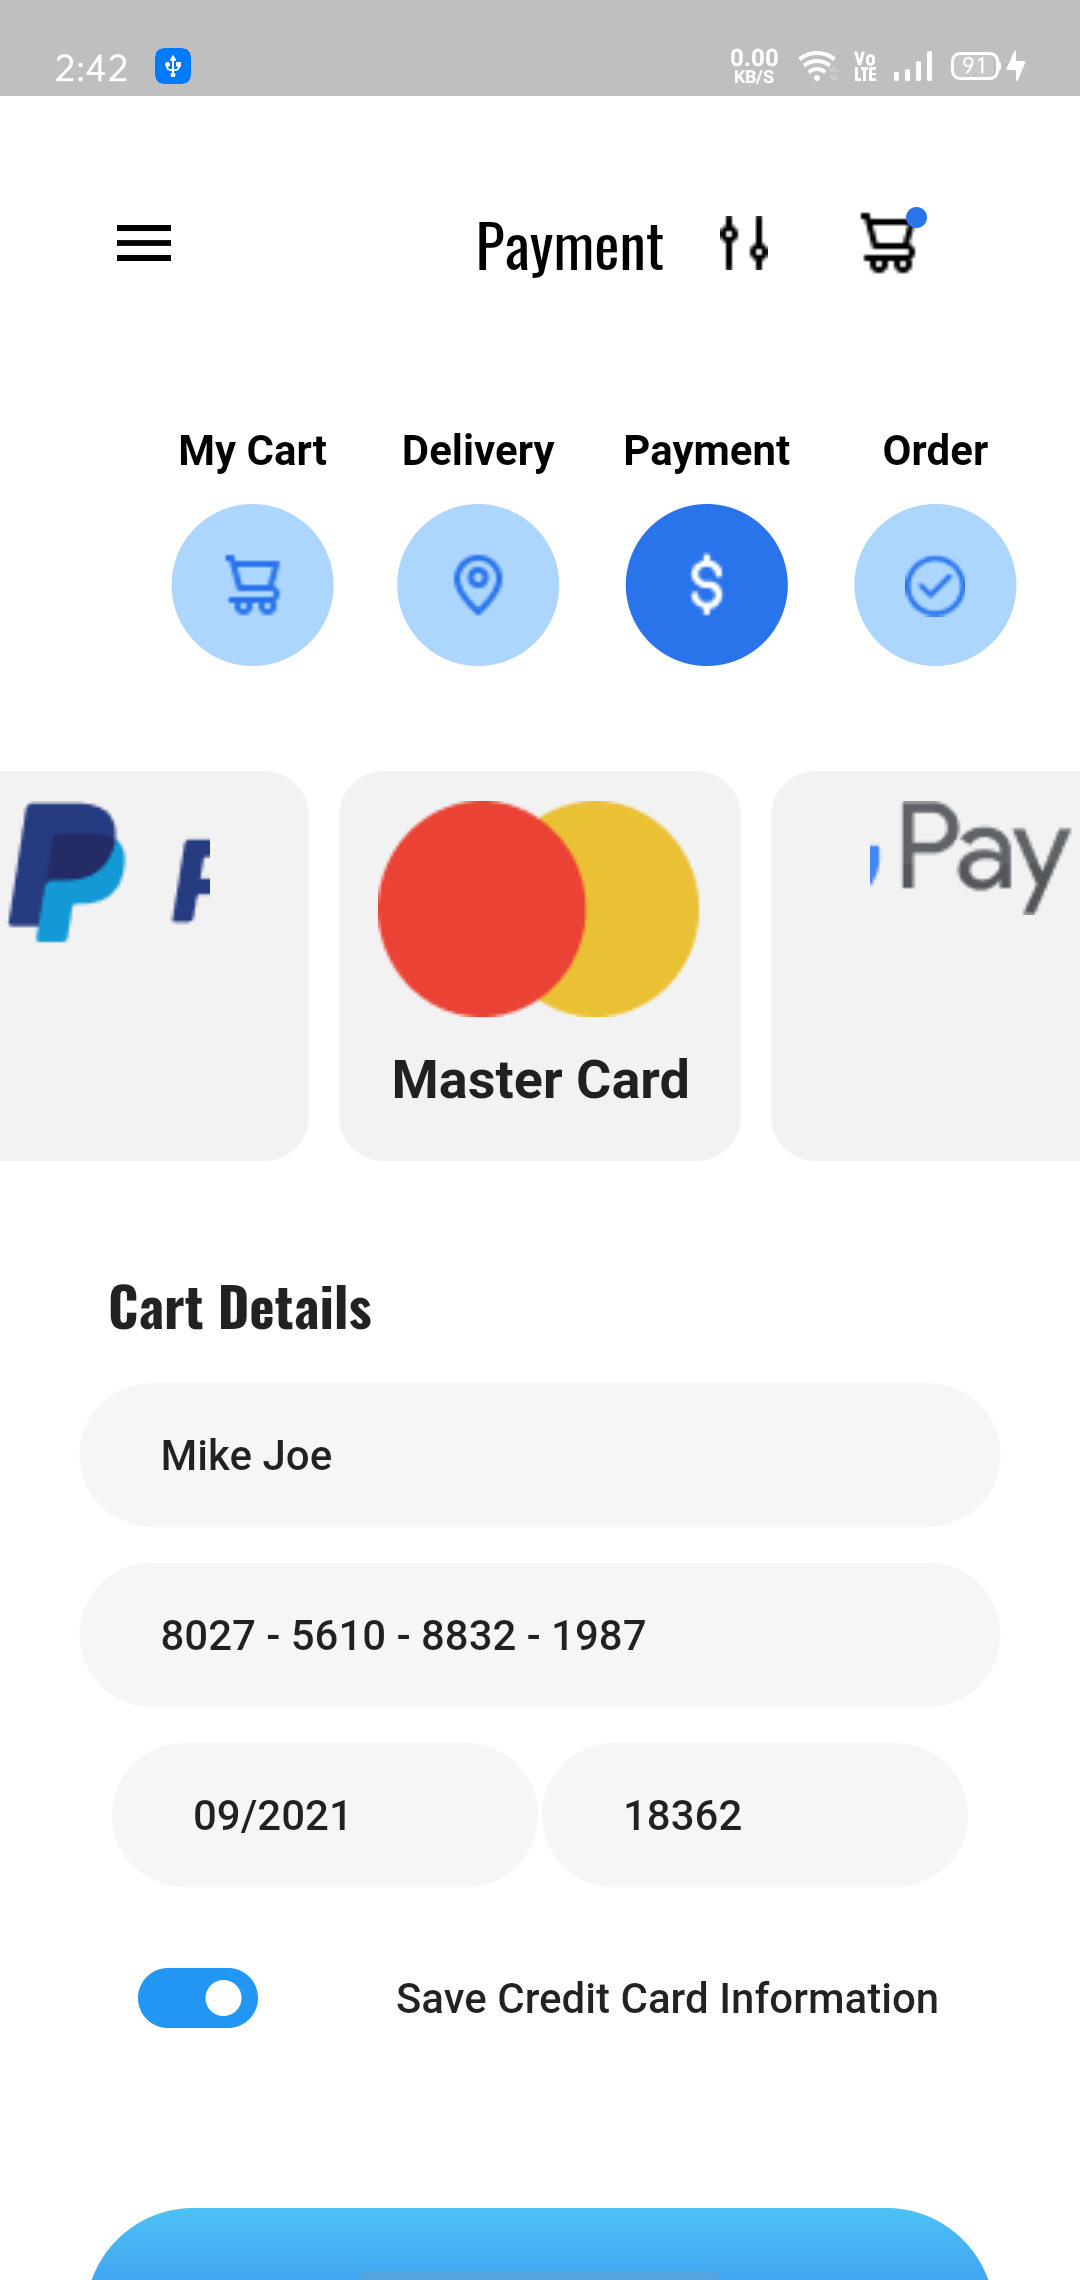 2:42 0.00 KB/S Vo LTE 91
Payment
My Cart Delivery Payment Order
Pay
Master Card
Cart Details
Mike Joe
8027 - 5610 - 8832 - 1987
09/2021 18362
Save Credit Card Information